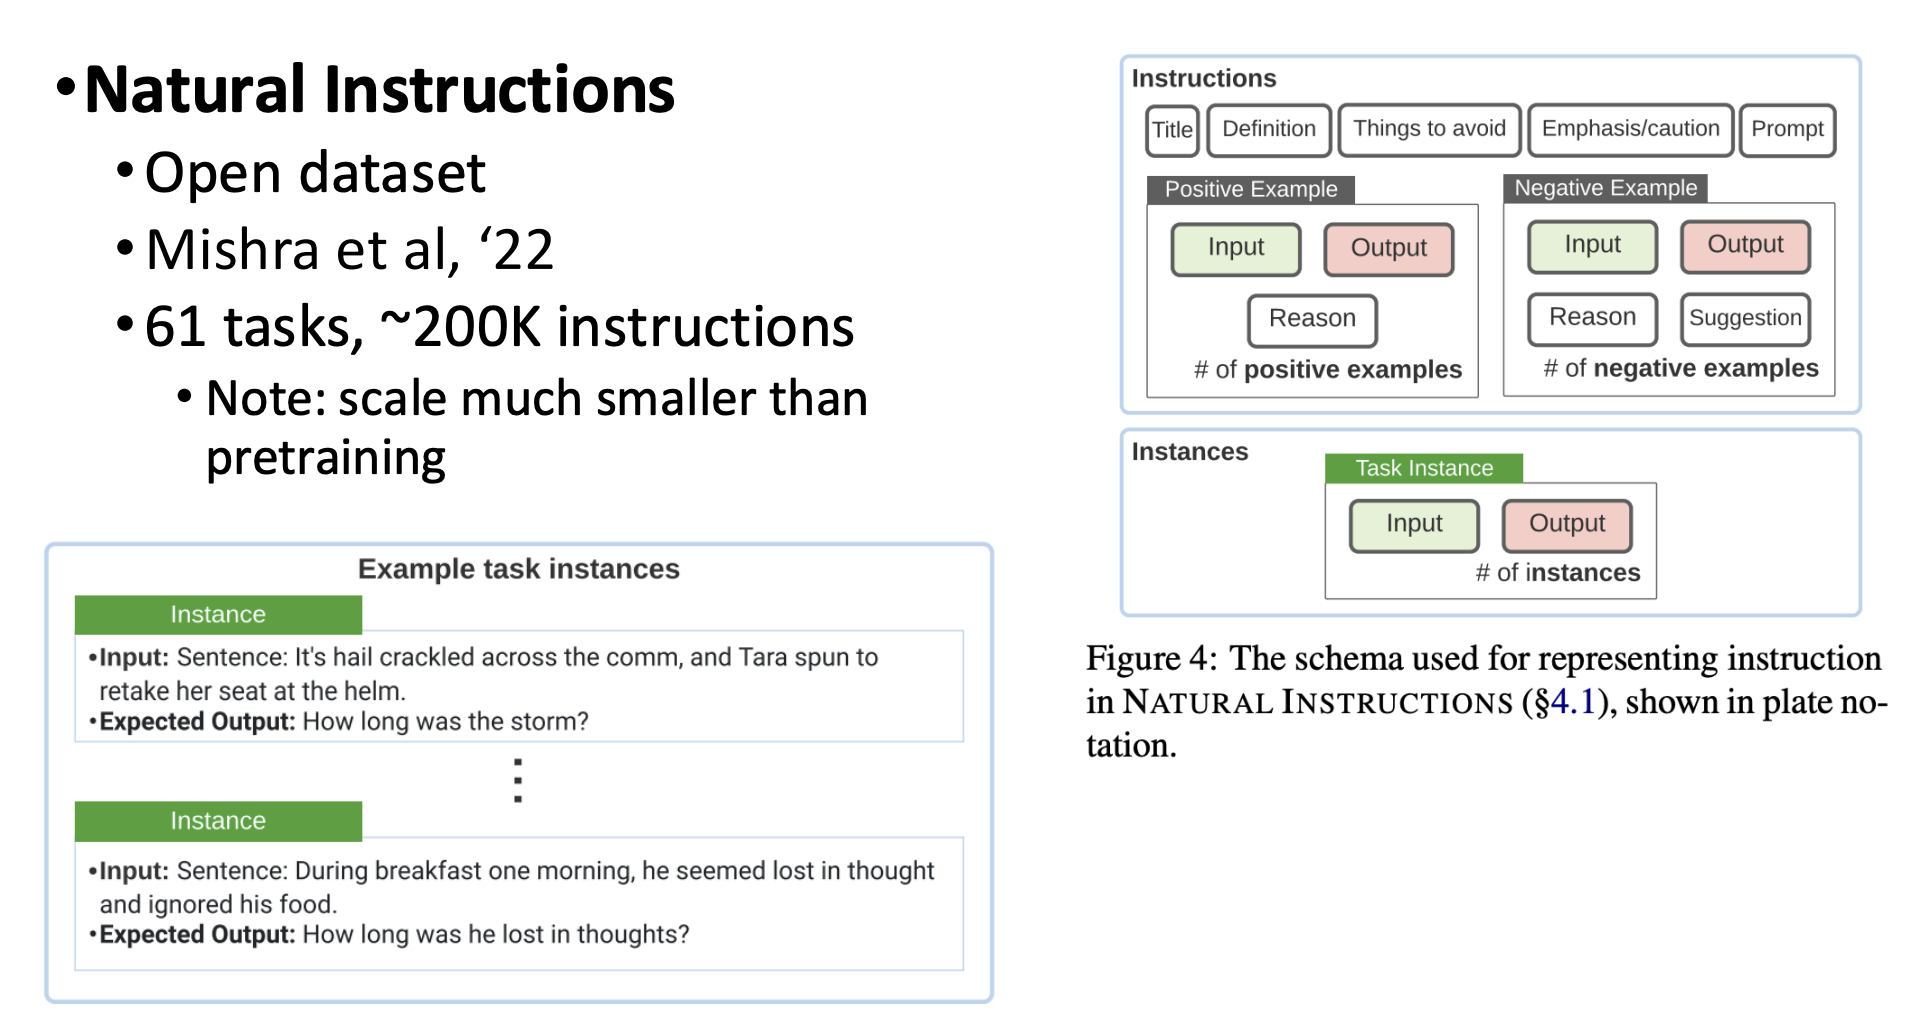 •Natural Instructions
•Open dataset
•Mishra et al, ‘22
•61 tasks, ~200K instructions
•Note: scale much smaller than
pretraining
Example task instances
Instance
•Input: Sentence: It's hail crackled across the comm, and Tara spun to
retake her seat at the helm.
•Expected Output: How long was the storm?
⋮
Instance
•Input: Sentence: During breakfast one morning, he seemed lost in thought
and ignored his food.
•Expected Output: How long was he lost in thoughts?
Instructions
Title Definition Things to avoid Emphasis/caution Prompt
Positive Example
Input Output
Reason
# of positive examples
Negative Example
Input Output
Reason Suggestion
# of negative examples
Instances
Task Instance
Input Output
# of instances
Figure 4: The schema used for representing instruction
in NATURAL INSTRUCTIONS (§4.1), shown in plate no-
tation.